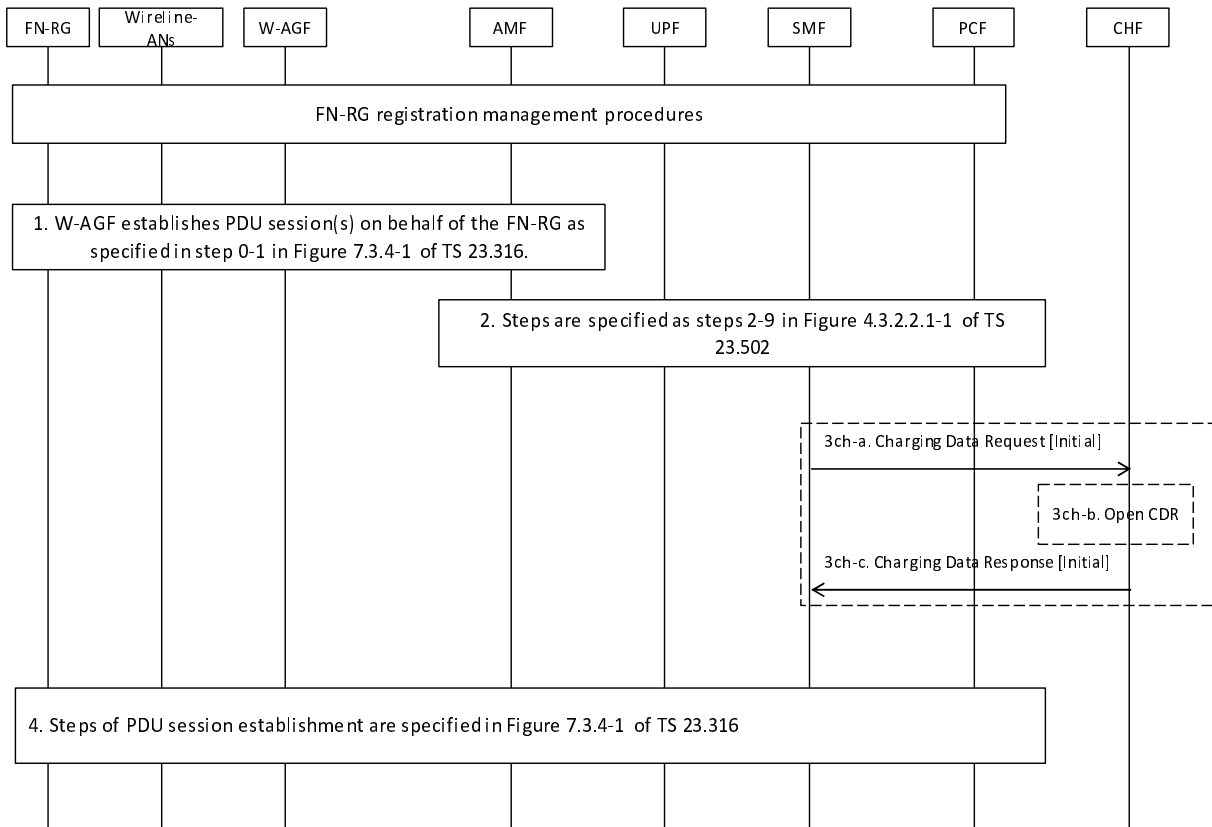 FN-RG
Wireline-
ANs
W-AGF
AMF
UPF
SMF
PCF
CHF
FN-RG registration management procedures
1. W-AGF establishes PDU session(s) on behalf of the FN-RG as
specified in step 0-1 in Figure 7.3.4-1 of TS 23.316.
2. Steps are specified as steps 2-9 in Figure 4.3.2.2.1-1 of TS
23.502
3ch-a. Charging Data Request [Initial]
3ch-b. Open CDR
3ch-c. Charging Data Response [Initial]
4. Steps of PDU session establishment are specified in Figure 7.3.4-1 of TS 23.316